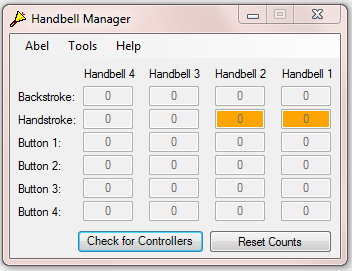 Handbell Manager
Abel Tools Help
Handbell 4 Handbell 3 Handbell 2 Handbell 1
Backstroke: 0 0 0 0
Handstroke: 0 0 0 0
Button 1: 0 0 0 0
Button 2: 0 0 0 0
Button 3: 0 0 0 0
Button 4: 0 0 0 0
Check for Controllers Reset Counts